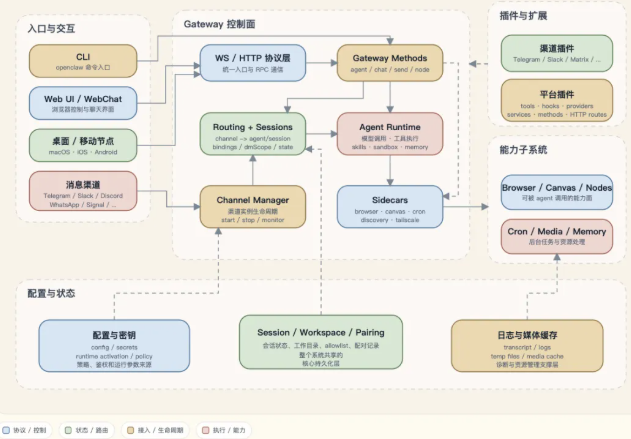 入口与交互
CLI
openclaw 命令入口
Web UI / WebChat
浏览器控制与聊天界面
桌面 / 移动节点
macOS · iOS · Android
消息渠道
Telegram / Slack / Discord
WhatsApp / Signal / ...
Gateway 控制面
WS / HTTP 协议层
统一入口与 RPC 通信
Gateway Methods
agent / chat / send / node
Routing + Sessions
channel -> agent/session
bindings / dmScope / state
Agent Runtime
模型调用 · 工具执行
skills · sandbox · memory
Channel Manager
渠道实例生命周期
start / stop / monitor
Sidecars
browser · canvas · cron
discovery · tailscale
插件与扩展
渠道插件
Telegram / Slack / Matrix / ...
平台插件
tools · hooks · providers
services · methods · HTTP routes
能力子系统
Browser / Canvas / Nodes
可被 agent 调用的能力面
Cron / Media / Memory
后台任务与资源处理
配置与状态
配置与密钥
config / secrets
runtime activation / policy
策略、鉴权和运行参数来源
Session / Workspace / Pairing
会话状态、工作目录、allowlist、配对记录
整个系统共享的
核心持久化层
日志与媒体缓存
transcript / logs
temp files / media cache
诊断与资源管理支撑层
协议 / 控制
状态 / 路由
接入 / 生命周期
执行 / 能力